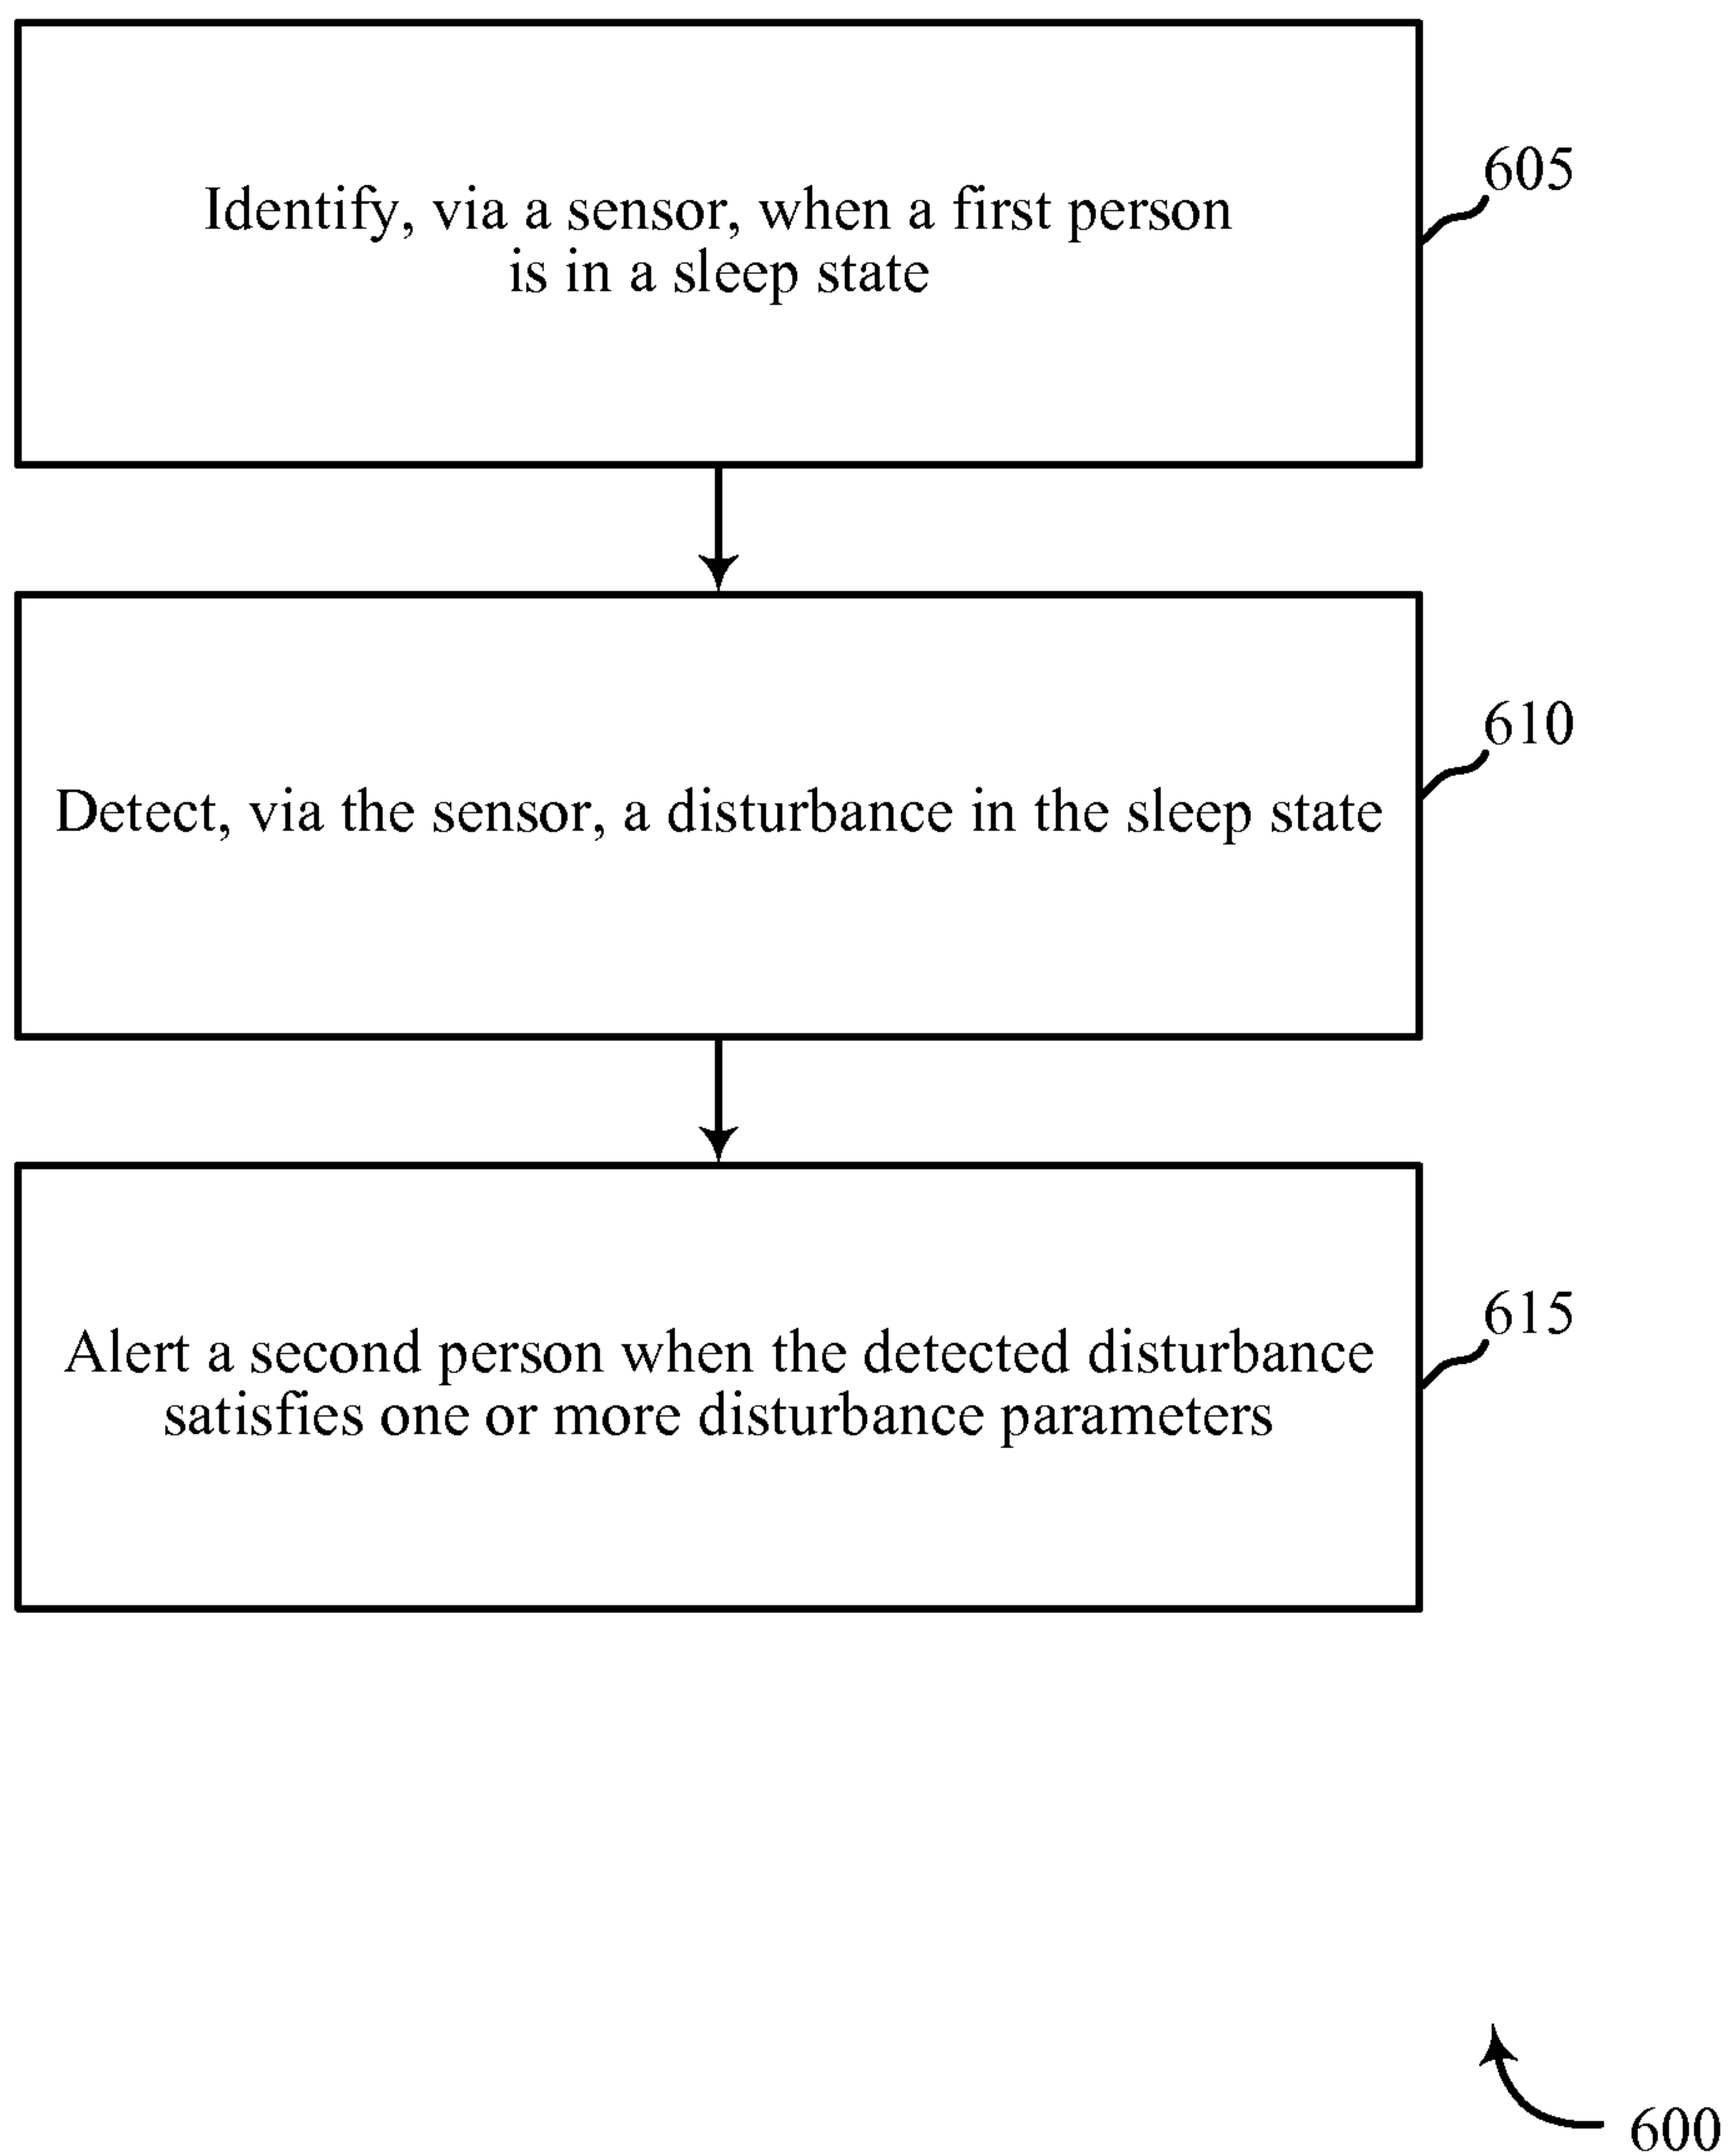 Identify, via a sensor, when a first person
is in a sleep state
605
Detect, via the sensor, a disturbance in the sleep state
610
Alert a second person when the detected disturbance
satisfies one or more disturbance parameters
615
600